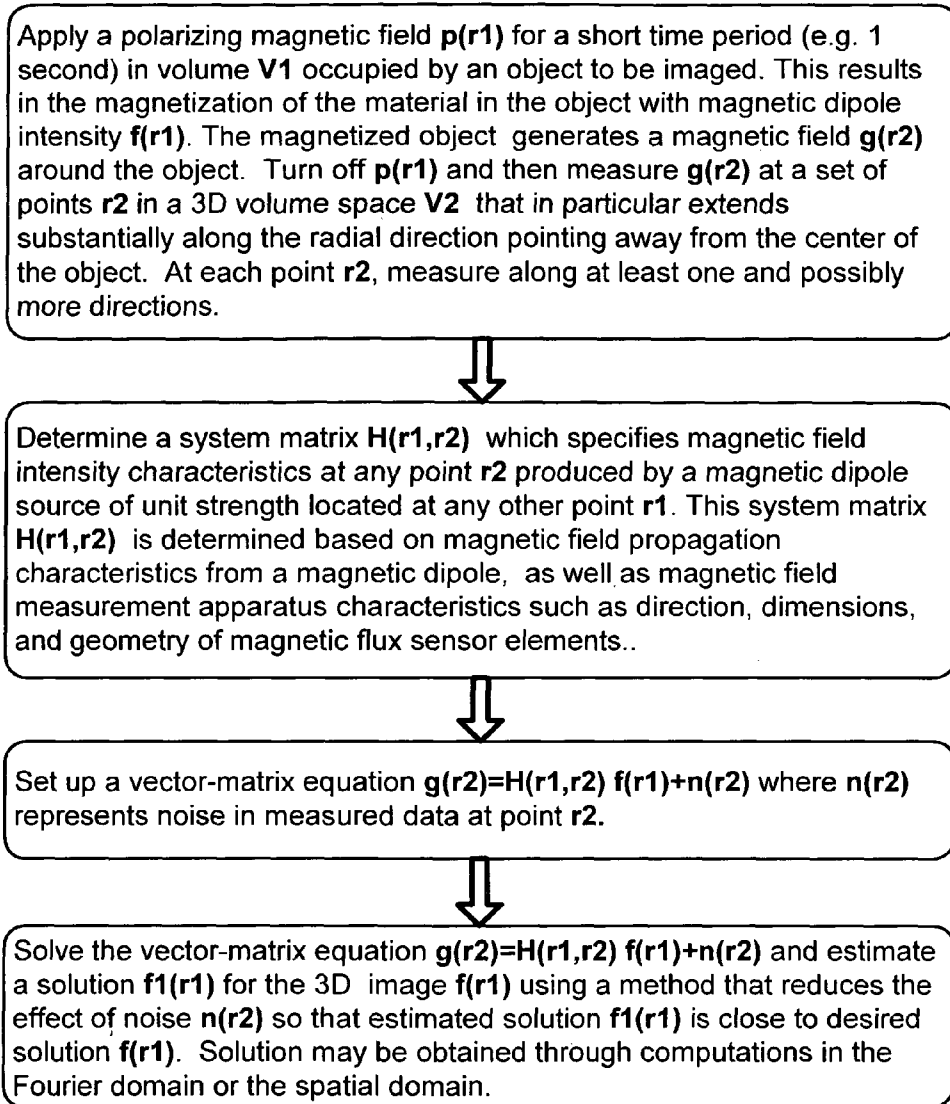 Apply a polarizing magnetic field p(r1) for a short time period (e.g. 1
second) in volume V1 occupied by an object to be imaged. This results
in the magnetization of the material in the object with magnetic dipole
intensity f(r1). The magnetized object generates a magnetic field g(r2)
around the object. Turn off p(r1) and then measure g(r2) at a set of
points r2 in a 3D volume space V2 that in particular extends
substantially along the radial direction pointing away from the center of
the object. At each point r2, measure along at least one and possibly
more directions.
Determine a system matrix H(r1,r2) which specifies magnetic field
intensity characteristics at any point r2 produced by a magnetic dipole
source of unit strength located at any other point r1. This system matrix
H(r1,r2) is determined based on magnetic field propagation
characteristics from a magnetic dipole, as well as magnetic field
measurement apparatus characteristics such as direction, dimensions,
and geometry of magnetic flux sensor elements..
Set up a vector-matrix equation g(r2)=H(r1,r2) f(r1)+n(r2) where n(r2)
represents noise in measured data at point r2.
Solve the vector-matrix equation g(r2)=H(r1,r2) f(r1)+n(r2) and estimate
a solution f1(r1) for the 3D image f(r1) using a method that reduces the
effect of noise n(r2) so that estimated solution f1(r1) is close to desired
solution f(r1). Solution may be obtained through computations in the
Fourier domain or the spatial domain.